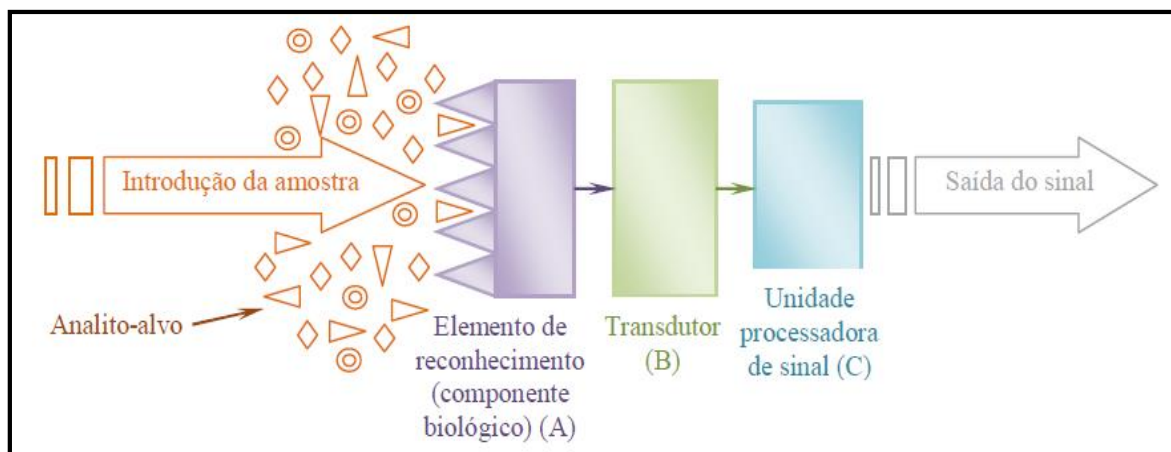 Introdução da amostra
Saída do sinal
Analito-alvo
Elemento de
reconhecimento
(componente
biológico) (A)
Transdutor
(B)
Unidade
processadora
de sinal (C)